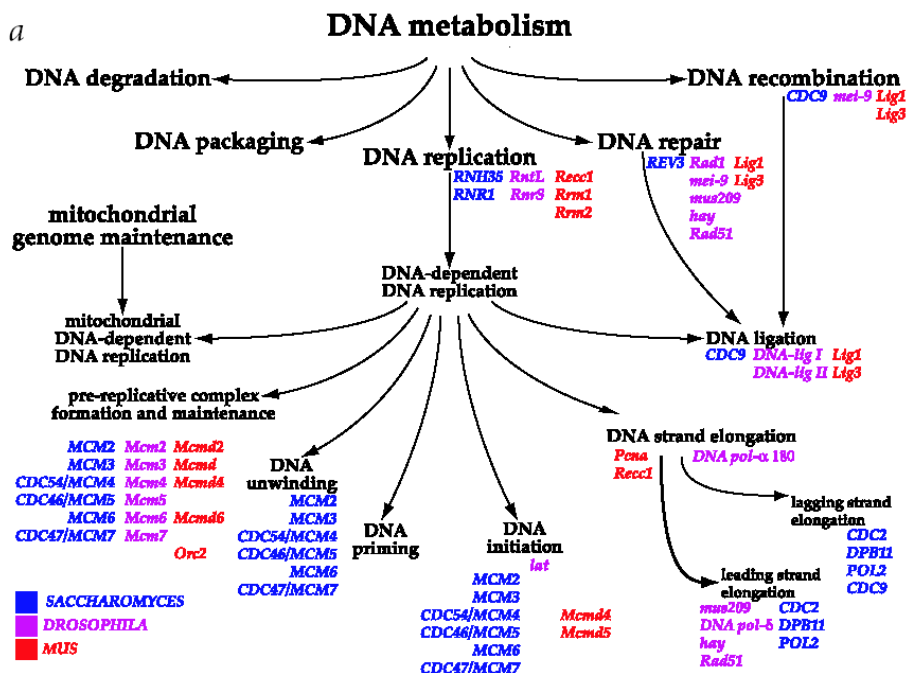 a
DNA metabolism
DNA degradation
DNA recombination
CDC9 mei-9 Lig1
Lig3
DNA packaging
DNA replication
RNH35 RntL Recc1
RNR1 Rnr3 Rrm1
Rrm2
DNA repair
REV3 Rad1 Lig1
mei-9 Lig3
mus209
hay
Rad51
mitochondrial
genome maintenance
DNA-dependent
DNA replication
mitochondrial
DNA-dependent
DNA replication
DNA ligation
CDC9 DNA-lig I Lig1
DNA-lig II Lig3
pre-replicative complex
formation and maintenance
MCM2 Mcm2 Mcmd2
MCM3 Mcm3 Mcmd
CDC54/MCM4 Mcm4 Mcmd4
CDC46/MCM5 Mcm5
MCM6 Mcm6 Mcmd6
CDC47/MCM7 Mcm7
Orc2
DNA
unwinding
MCM2
MCM3
CDC54/MCM4
CDC46/MCM5
MCM6
CDC47/MCM7
DNA
priming
DNA
initiation
lat
MCM2
MCM3
CDC54/MCM4 Mcmd4
CDC46/MCM5 Mcmd5
MCM6
CDC47/MCM7
DNA strand elongation
Pcna DNA pol-α 180
Recc1
lagging strand
elongation
CDC2
DPB11
POL2
CDC9
leading strand
elongation
mus209 CDC2
DNA pol-δ DPB11
hay POL2
Rad51
SACCHAROMYCES
DROSOPHILA
MUS